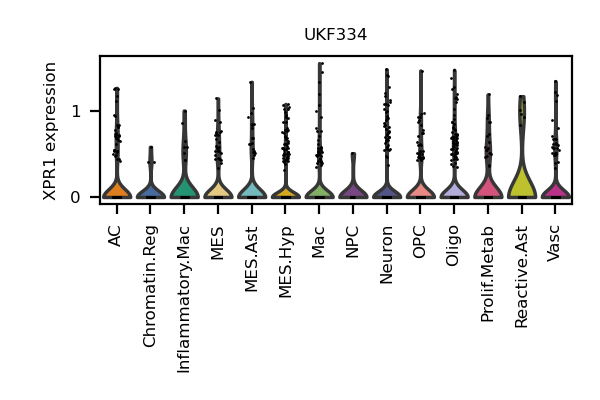 UKF334
XPR1 expression
1
0
AC
Chromatin.Reg
Inflammatory.Mac
MES
MES.Ast
MES.Hyp
Mac
NPC
Neuron
OPC
Oligo
Prolif.Metab
Reactive.Ast
Vasc